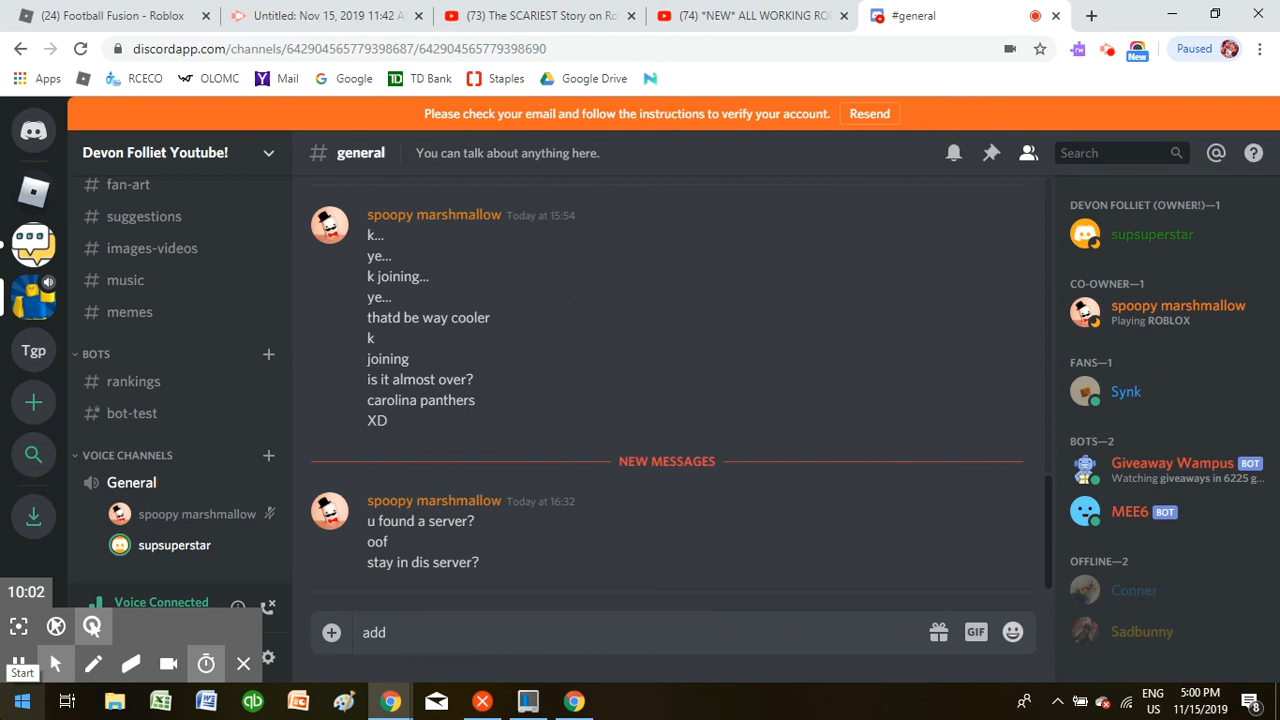 (24) Football Fusion - Roblox
Untitled: Nov 15, 2019 11:42 A
(73) The SCARIEST Story on Ro
(74) *NEW* ALL WORKING RO
#general
discordapp.com/channels/642904565779398687/642904565779398690
New
Paused
Apps
RCECO
OLOMC
Mail
Google
TD Bank
Staples
Google Drive
Please check your email and follow the instructions to verify your account.
Resend
Devon Folliet Youtube!
# general
You can talk about anything here.
Search
# fan-art
# suggestions
# images-videos
# music
# memes
BOTS
# rankings
# bot-test
VOICE CHANNELS
General
spoopy marshmallow
supsuperstar
Voice Connected
Tgp
10:02
Start
spoopy marshmallow Today at 15:54
k...
ye...
k joining...
ye...
thatd be way cooler
k
joining
is it almost over?
carolina panthers
XD
NEW MESSAGES
spoopy marshmallow Today at 16:32
u found a server?
oof
stay in dis server?
add
GIF
DEVON FOLLIET (OWNER!)—1
supsuperstar
CO-OWNER—1
spoopy marshmallow
Playing ROBLOX
FANS—1
Synk
BOTS—2
Giveaway Wampus BOT
Watching giveaways in 6225 g...
MEE6 BOT
OFFLINE—2
Conner
Sadbunny
ENG
US
3:00 PM
11/15/2019
8